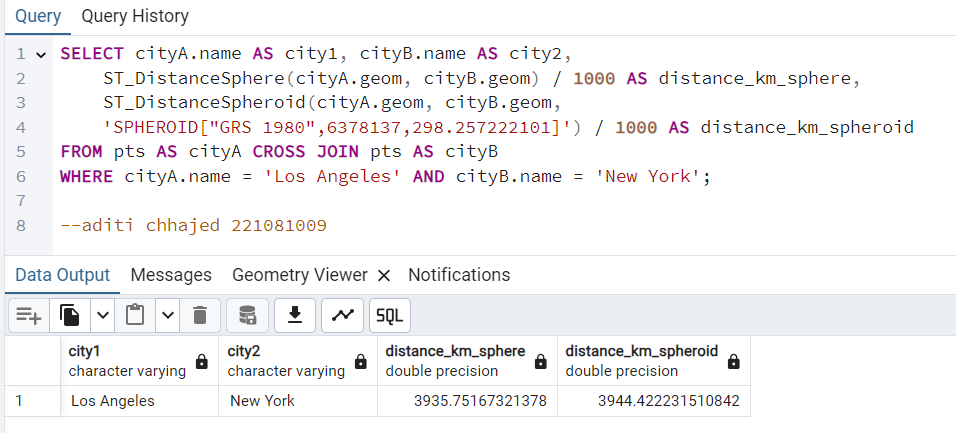 Query Query History
1 SELECT cityA.name AS city1, cityB.name AS city2,
2 ST_DistanceSphere(cityA.geom, cityB.geom) / 1000 AS distance_km_sphere,
3 ST_DistanceSpheroid(cityA.geom, cityB.geom,
4 'SPHEROID["GRS 1980",6378137,298.257222101]') / 1000 AS distance_km_spheroid
5 FROM pts AS cityA CROSS JOIN pts AS cityB
6 WHERE cityA.name = 'Los Angeles' AND cityB.name = 'New York';
7
8 --aditi chhajed 221081009
Data Output Messages Geometry Viewer Notifications
SQL
city1 city2 distance_km_sphere distance_km_spheroid
character varying character varying double precision double precision
1 Los Angeles New York 3935.75167321378 3944.422231510842